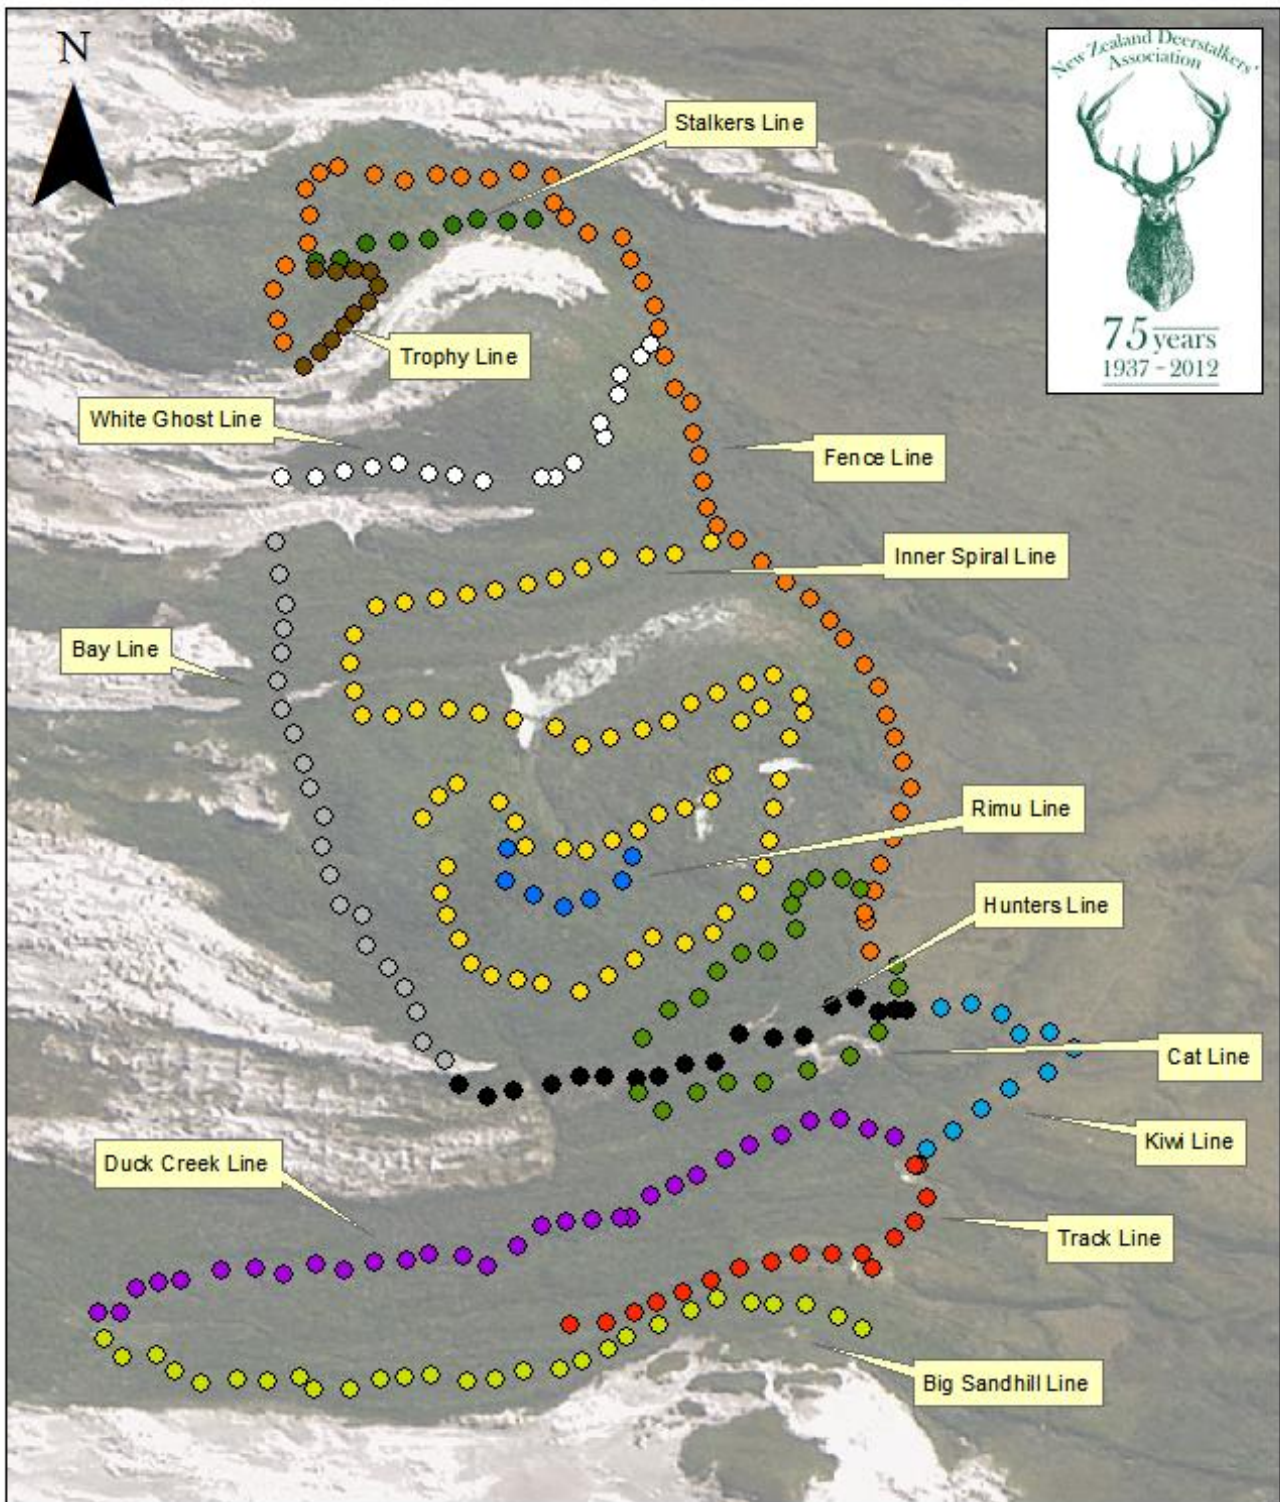 N
New Zealand Deerstalkers'
Association
75 years
1937 - 2012
Stalkers Line
Trophy Line
White Ghost Line
Fence Line
Inner Spiral Line
Bay Line
Rimu Line
Hunters Line
Cat Line
Kiwi Line
Duck Creek Line
Track Line
Big Sandhill Line